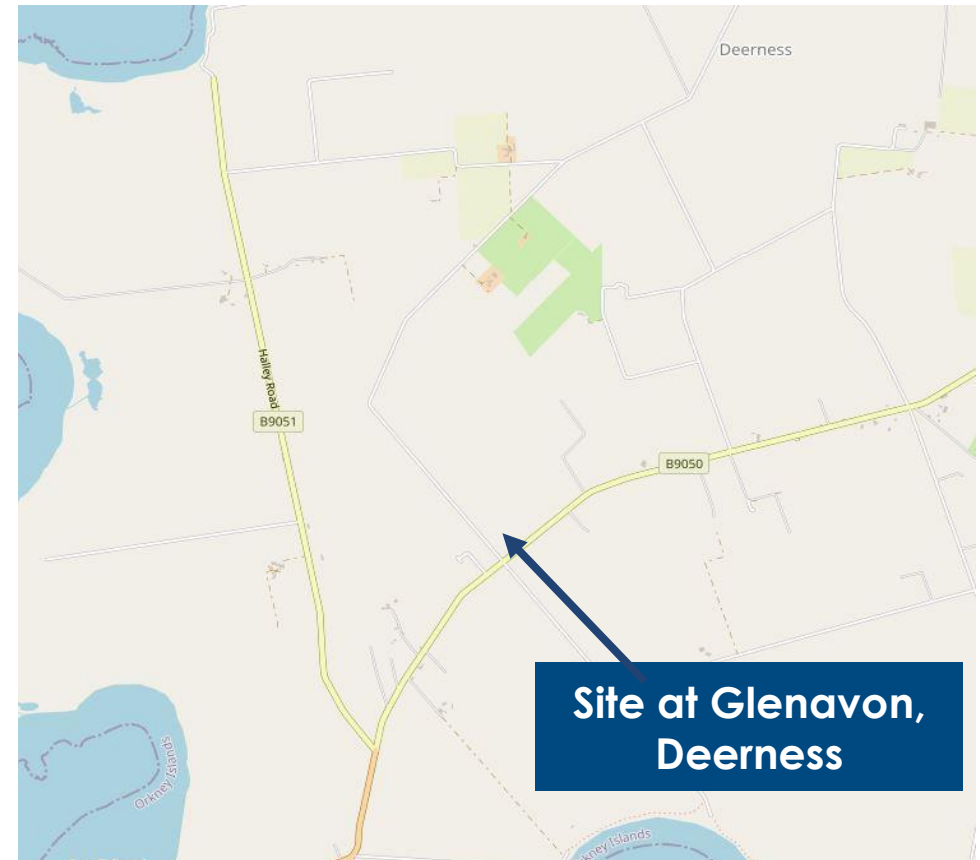 Deerness
Halley Road
B9051
B9050
Site at Glenavon,
Deerness
Orkney Islands
Orkney Islands